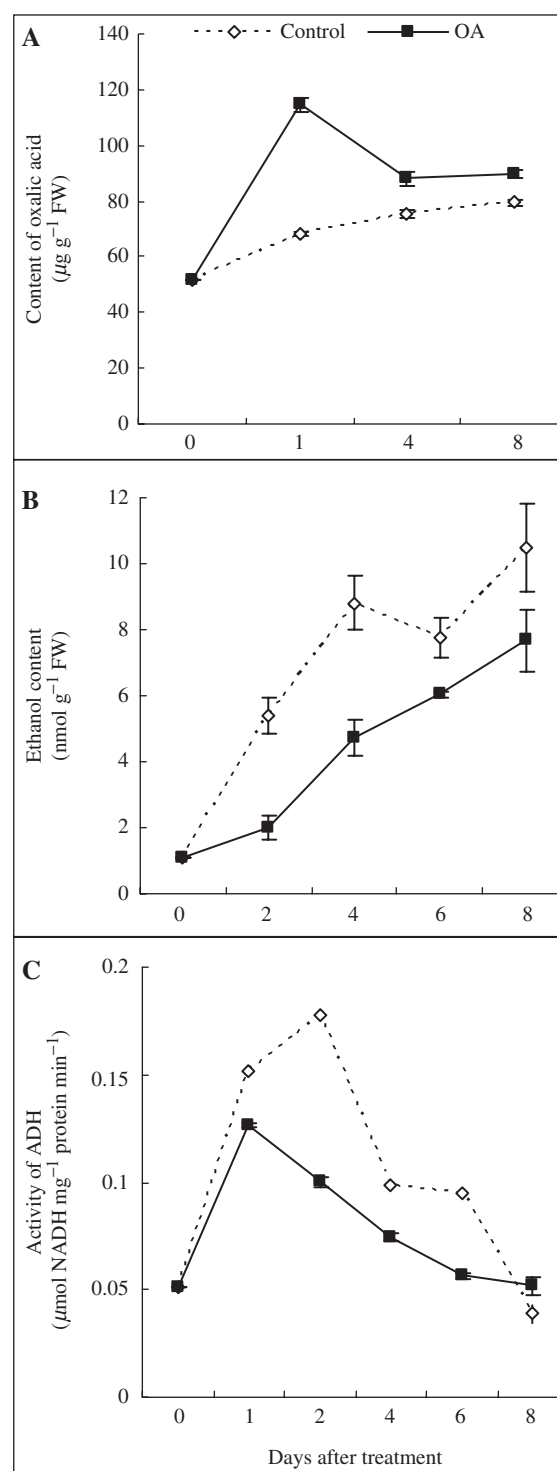 A
Control
OA
Content of oxalic acid
(µg g⁻¹ FW)
140
120
100
80
60
40
20
0
0 1 4 8
B
Ethanol content
(nmol g⁻¹ FW)
12
10
8
6
4
2
0
0 2 4 6 8
C
Activity of ADH
(µmol NADH mg⁻¹ protein min⁻¹)
0.2
0.15
0.1
0.05
0
0 1 2 4 6 8
Days after treatment